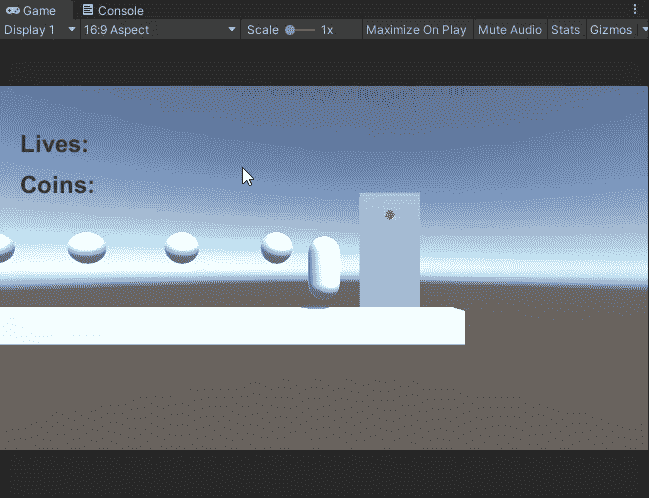 Game Console
Display 1 16:9 Aspect Scale 1x Maximize On Play Mute Audio Stats Gizmos
Lives:
Coins: